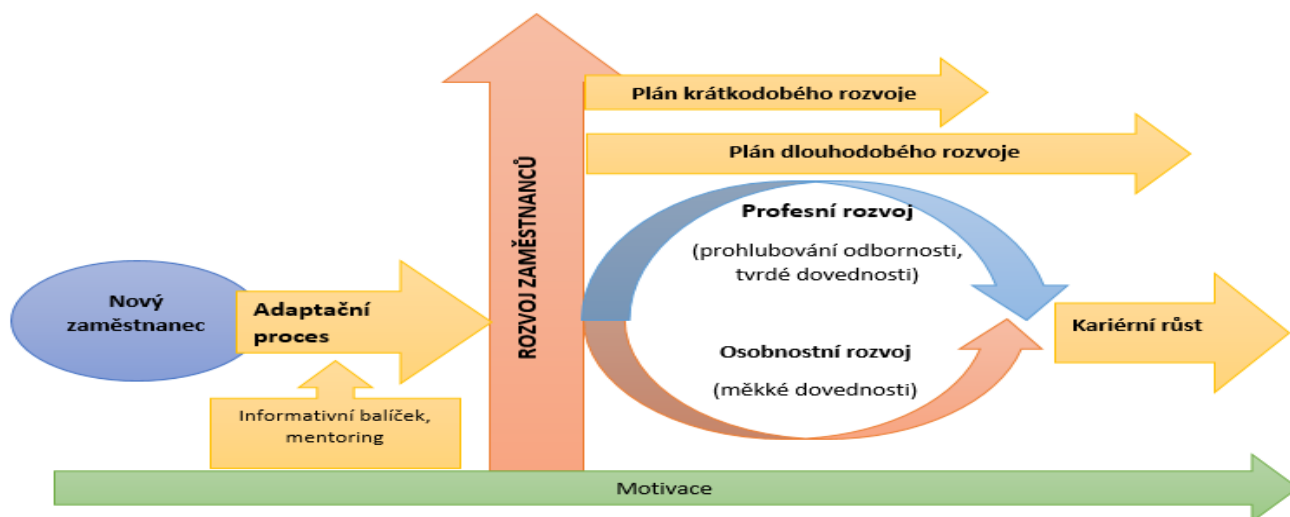 Nový
zaměstnanec
Adaptační
proces
Informativní balíček,
mentoring
ROZVOJ ZAMĚSTNANCŮ
Plán krátkodobého rozvoje
Plán dlouhodobého rozvoje
Profesní rozvoj
(prohlubování odbornosti,
tvrdé dovednosti)
Osobnostní rozvoj
(měkké dovednosti)
Kariérní růst
Motivace